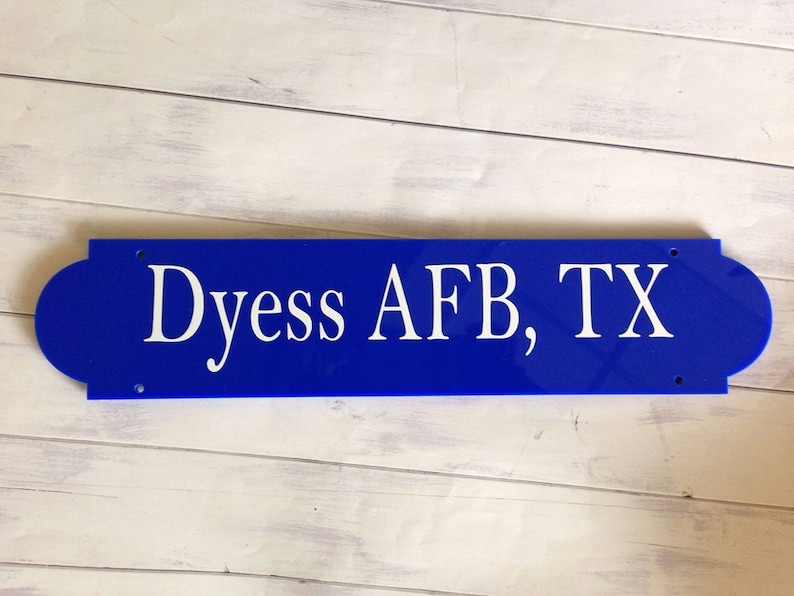 Dyess AFB, TX